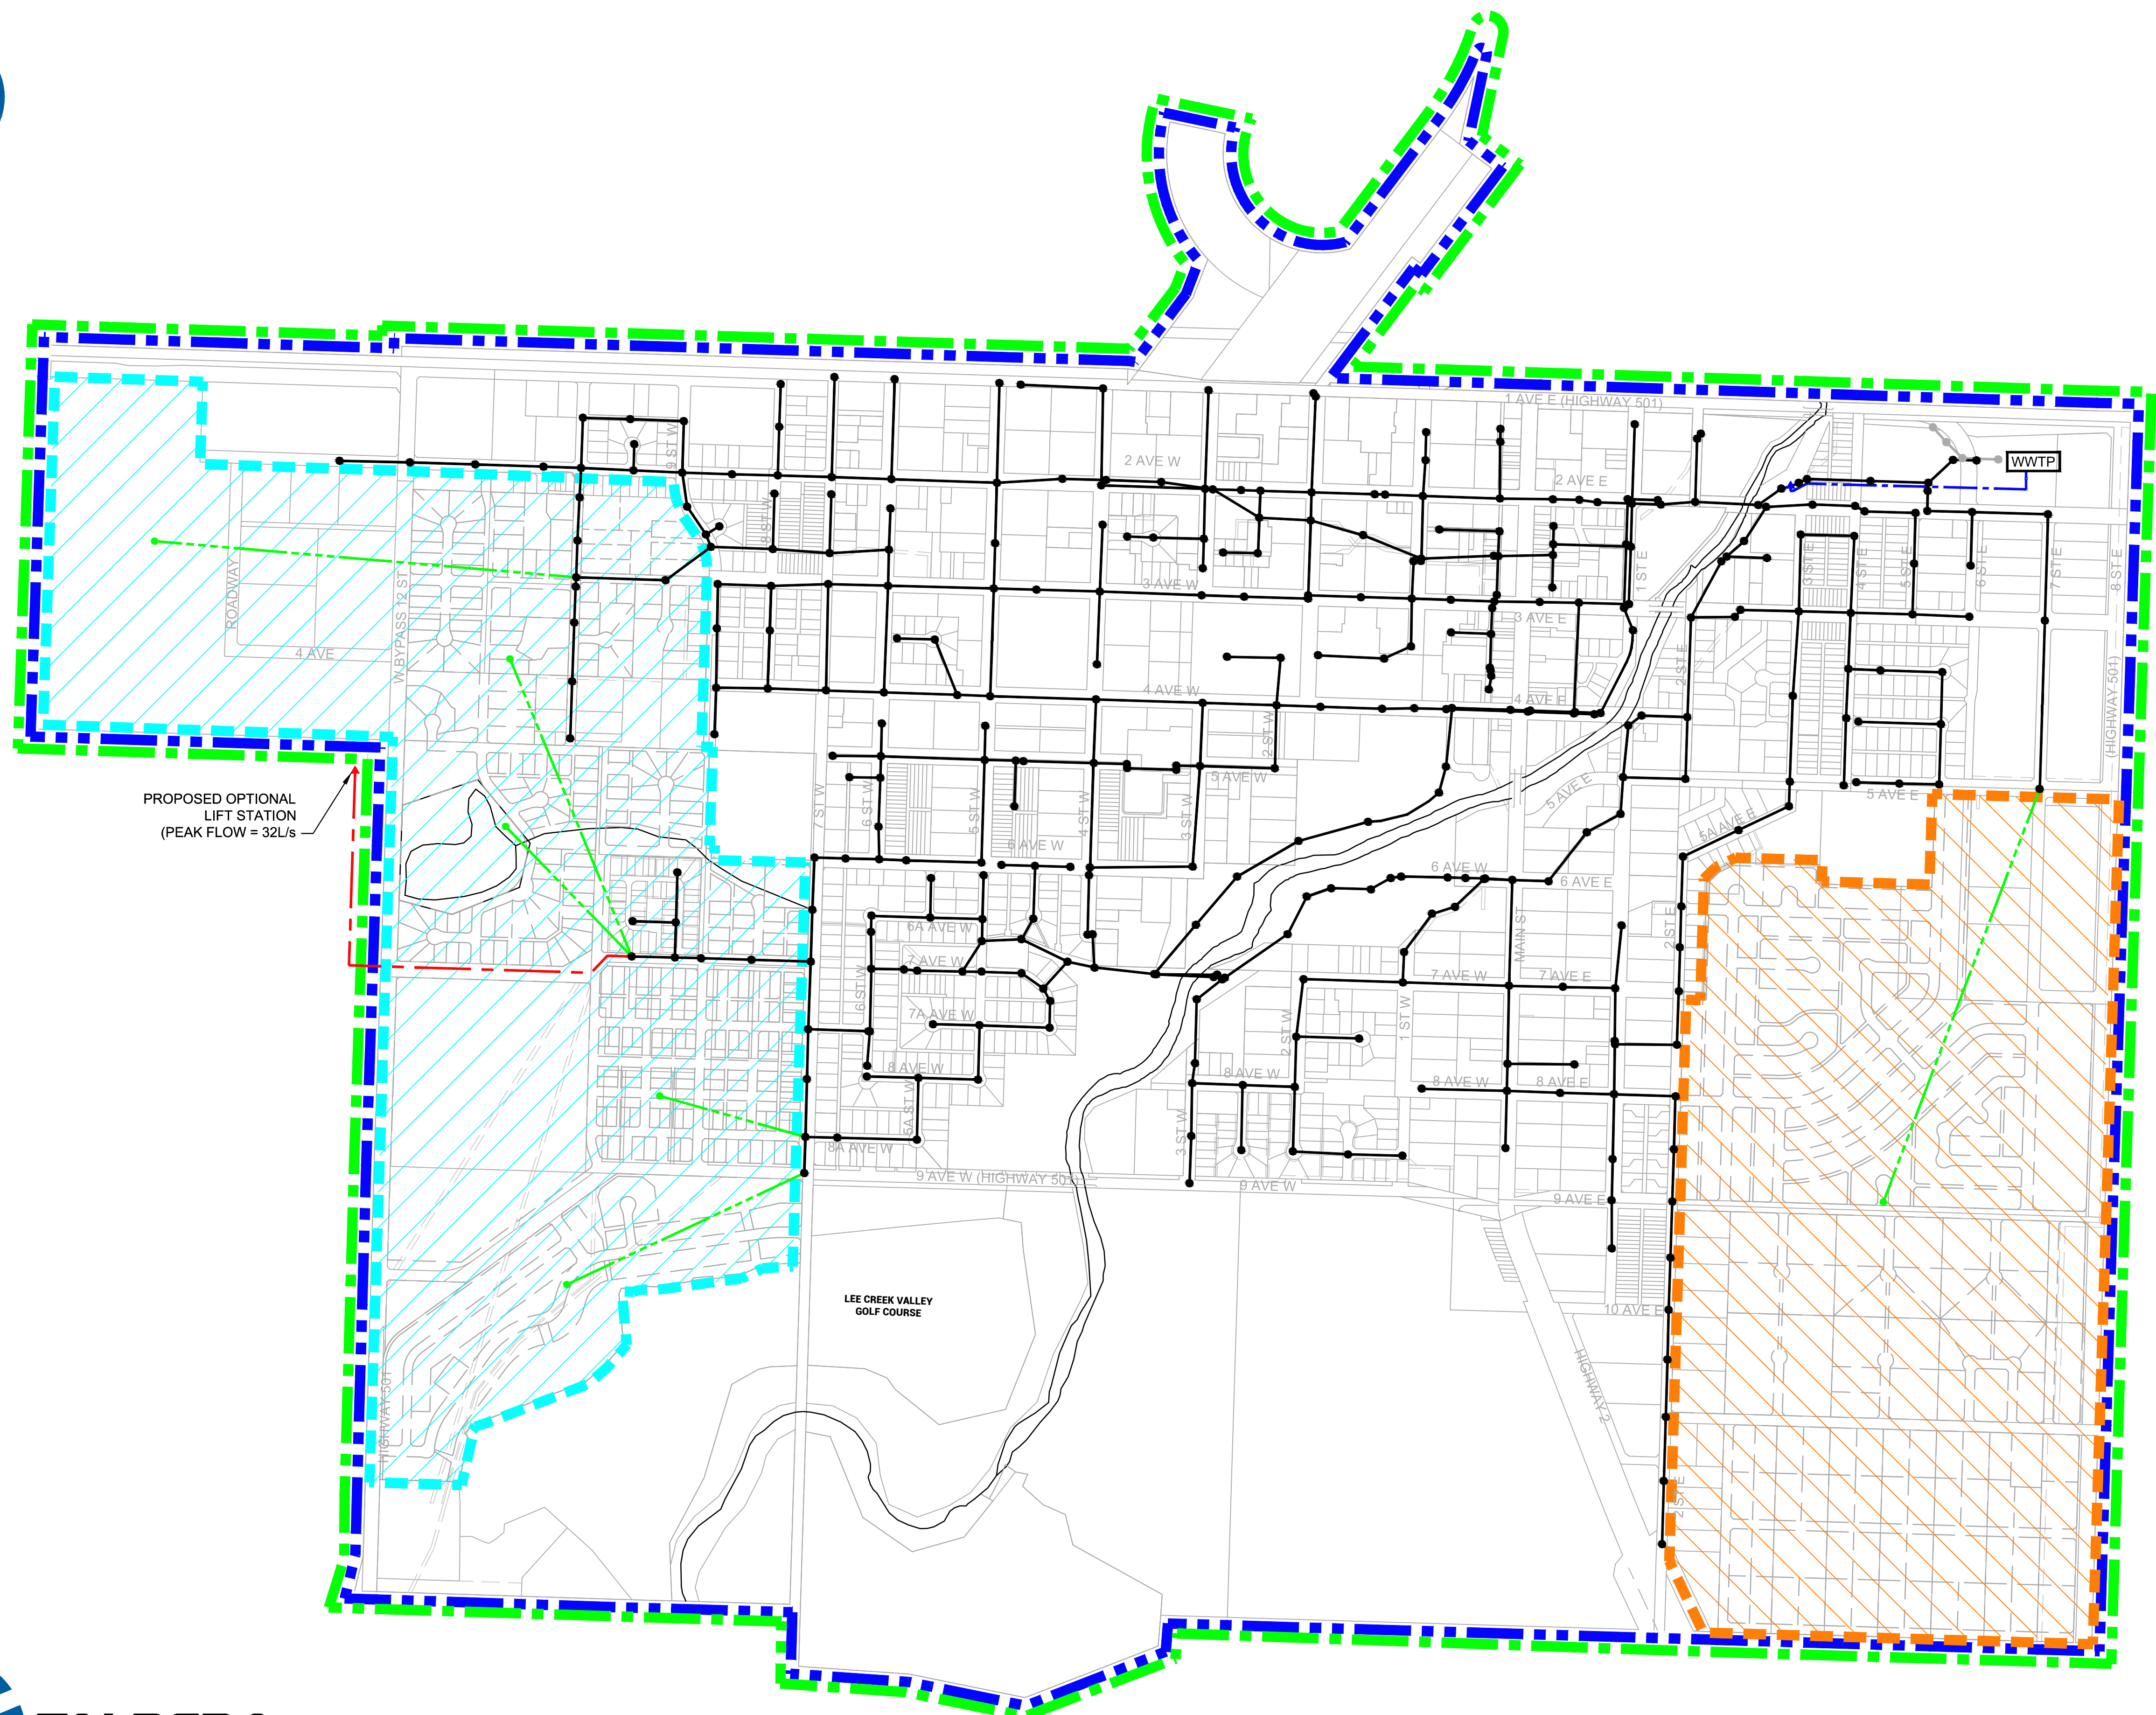 1 AVE E (HIGHWAY 501)
9 ST W
2 AVE W
2 AVE E
WWTP
8 ST W
1 ST E
3 ST E
4 ST E
5 ST E
6 ST E
7 ST E
8 ST E
ROADWAY
W BYPASS 12 ST
3 AVE W
3 AVE E
4 AVE
2 ST E
4 AVE W
4 AVE E
(HIGHWAY 501)
2 ST W
PROPOSED OPTIONAL
LIFT STATION
(PEAK FLOW = 32L/s
7 ST W
6 ST W
5 ST W
4 ST W
3 ST W
5 AVE W
5 AVE E
5 AVE E
5A AVE E
6 AVE W
6 AVE W
6 AVE E
6A AVE W
MAIN ST
2 ST E
7 AVE W
7 AVE W
7 AVE E
6 ST W
7A AVE W
2 ST W
1 ST W
8 AVE W
8 AVE W
8 AVE W
8 AVE E
5A ST W
3 ST W
8A AVE W
9 AVE W (HIGHWAY 501)
9 AVE W
9 AVE E
LEE CREEK VALLEY
GOLF COURSE
10 AVE E
HIGHWAY 2
HIGHWAY 501
2 ST E